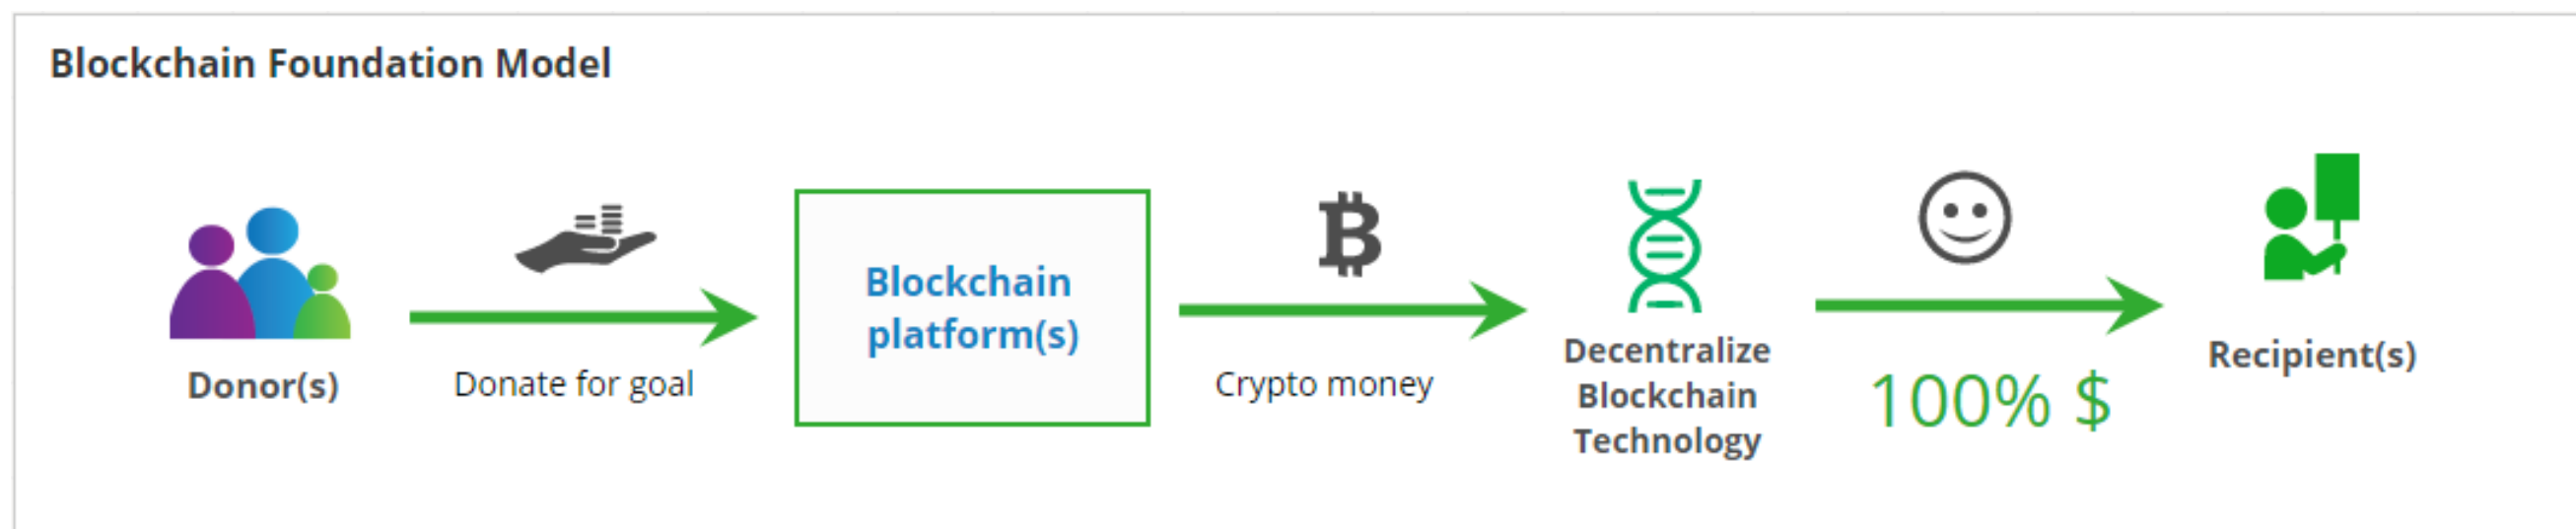 Blockchain Foundation Model
Donor(s)
Donate for goal
Blockchain
platform(s)
Crypto money
Decentralize
Blockchain
Technology
100% $
Recipient(s)